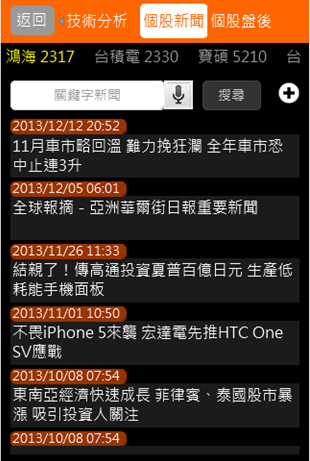 返回 技術分析 個股新聞 個股盤後
鴻海 2317 台積電 2330 寶碩 5210 台
關鍵字新聞 搜尋
2013/12/12 20:52
11月車市略回溫 難力挽狂瀾 全年車市恐
中止連3升
2013/12/05 06:01
全球報摘 - 亞洲華爾街日報重要新聞
2013/11/26 11:33
結親了！傳高通投資夏普百億日元 生產低
耗能手機面板
2013/11/01 10:50
不畏iPhone 5來襲 宏達電先推HTC One
SV應戰
2013/10/08 07:54
東南亞經濟快速成長 菲律賓、泰國股市暴
漲 吸引投資人關注
2013/10/08 07:54